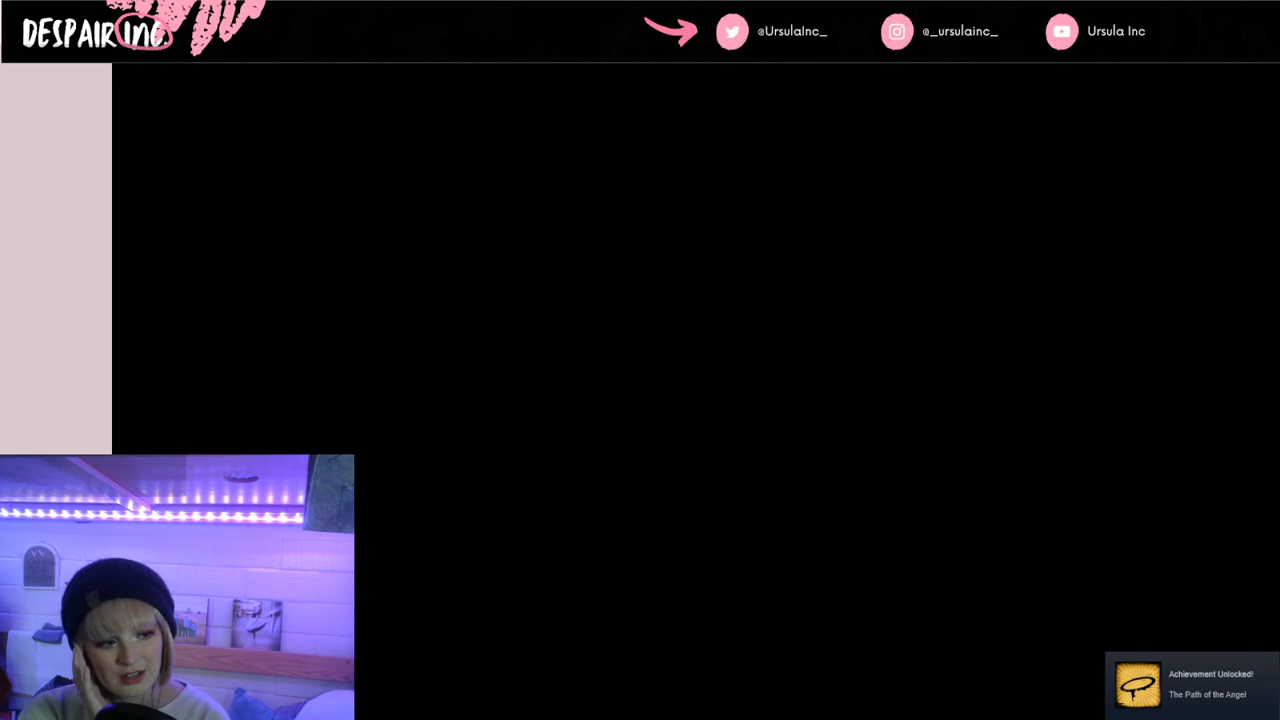 DESPAIR INC.
@UrsulaInc_
@_ursulainc_
Ursula Inc
Achievement Unlocked!
The Path of the Angel